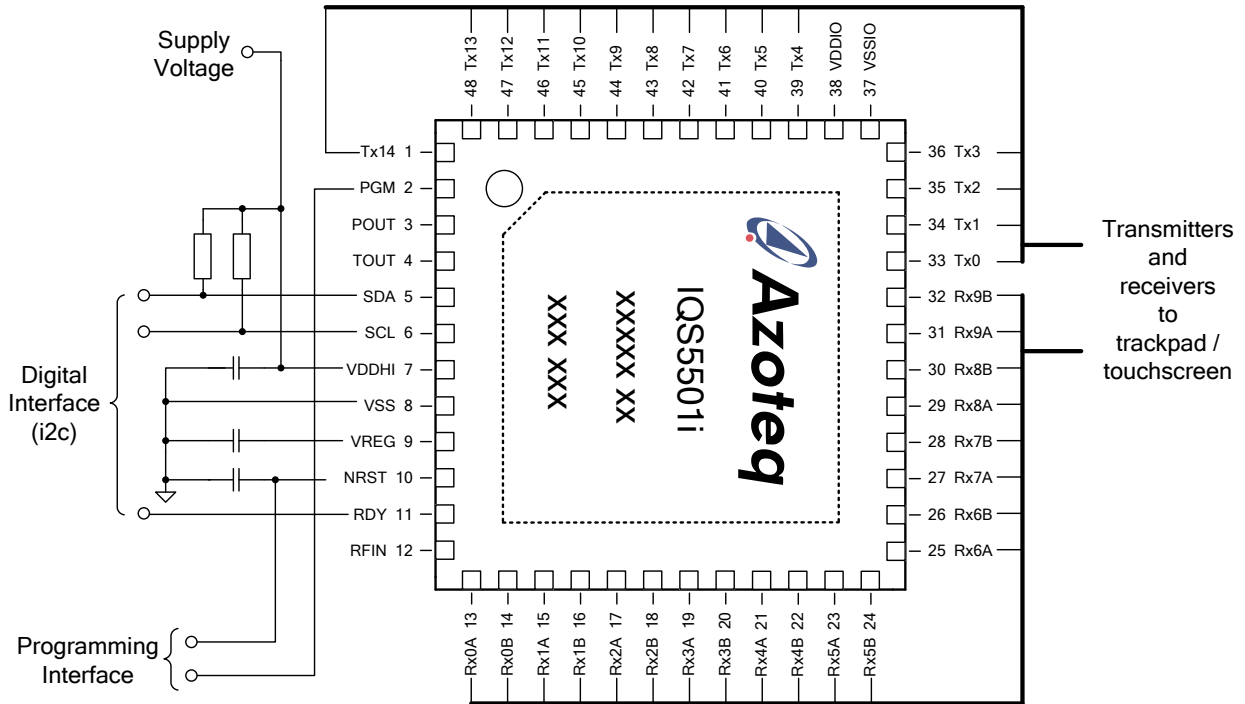 Supply
Voltage
48 Tx13
47 Tx12
46 Tx11
45 Tx10
44 Tx9
43 Tx8
42 Tx7
41 Tx6
40 Tx5
39 Tx4
38 VDDIO
37 VSSIO
Tx14 1
PGM 2
POUT 3
TOUT 4
SDA 5
SCL 6
VDDHI 7
VSS 8
VREG 9
NRST 10
RDY 11
RFIN 12
Digital
Interface
(i2c)
Programming
Interface
Azoteq
IQS5501i
XXXXX XX
XXX XXX
36 Tx3
35 Tx2
34 Tx1
33 Tx0
32 Rx9B
31 Rx9A
30 Rx8B
29 Rx8A
28 Rx7B
27 Rx7A
26 Rx6B
25 Rx6A
Transmitters
and
receivers
to
trackpad /
touchscreen
Rx0A 13
Rx0B 14
Rx1A 15
Rx1B 16
Rx2A 17
Rx2B 18
Rx3A 19
Rx3B 20
Rx4A 21
Rx4B 22
Rx5A 23
Rx5B 24